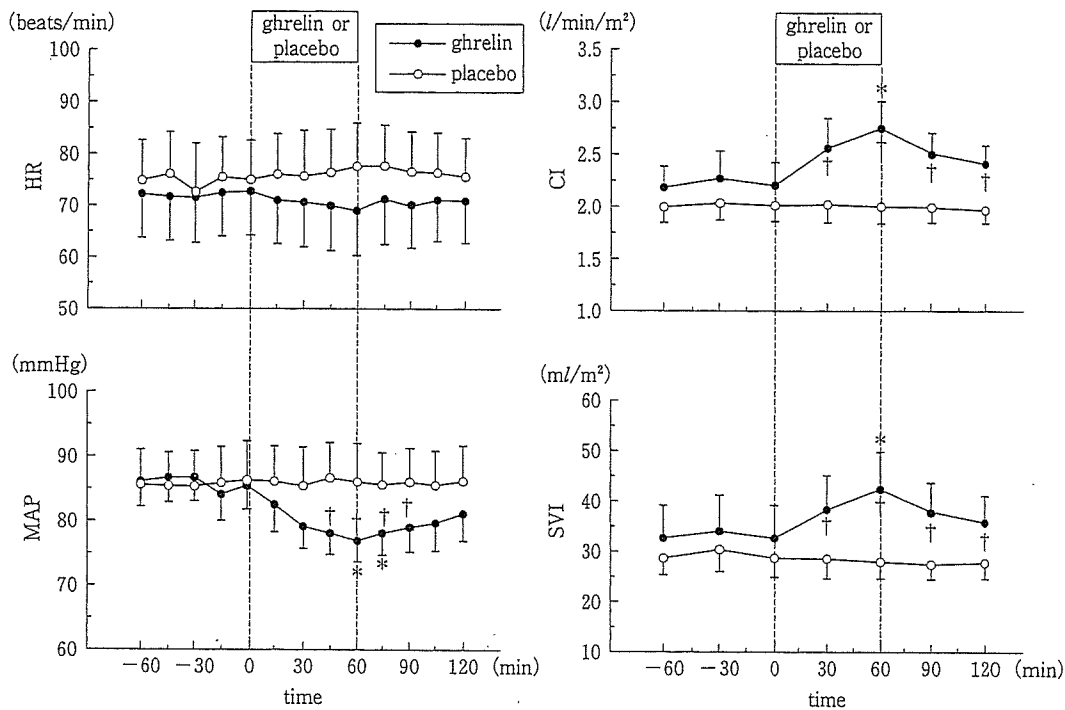 (beats/min)
ghrelin or
placebo
ghrelin
placebo
100
90
80
70
60
50
HR
(l/min/m²)
ghrelin or
placebo
3.5
3.0
2.5
2.0
1.5
1.0
CI
*
† † †
(mmHg)
100
90
80
70
60
MAP
† † †
* *
−60 −30 0 30 60 90 120 (min)
time
(ml/m²)
60
50
40
30
20
10
SVI
*
† † †
−60 −30 0 30 60 90 120 (min)
time